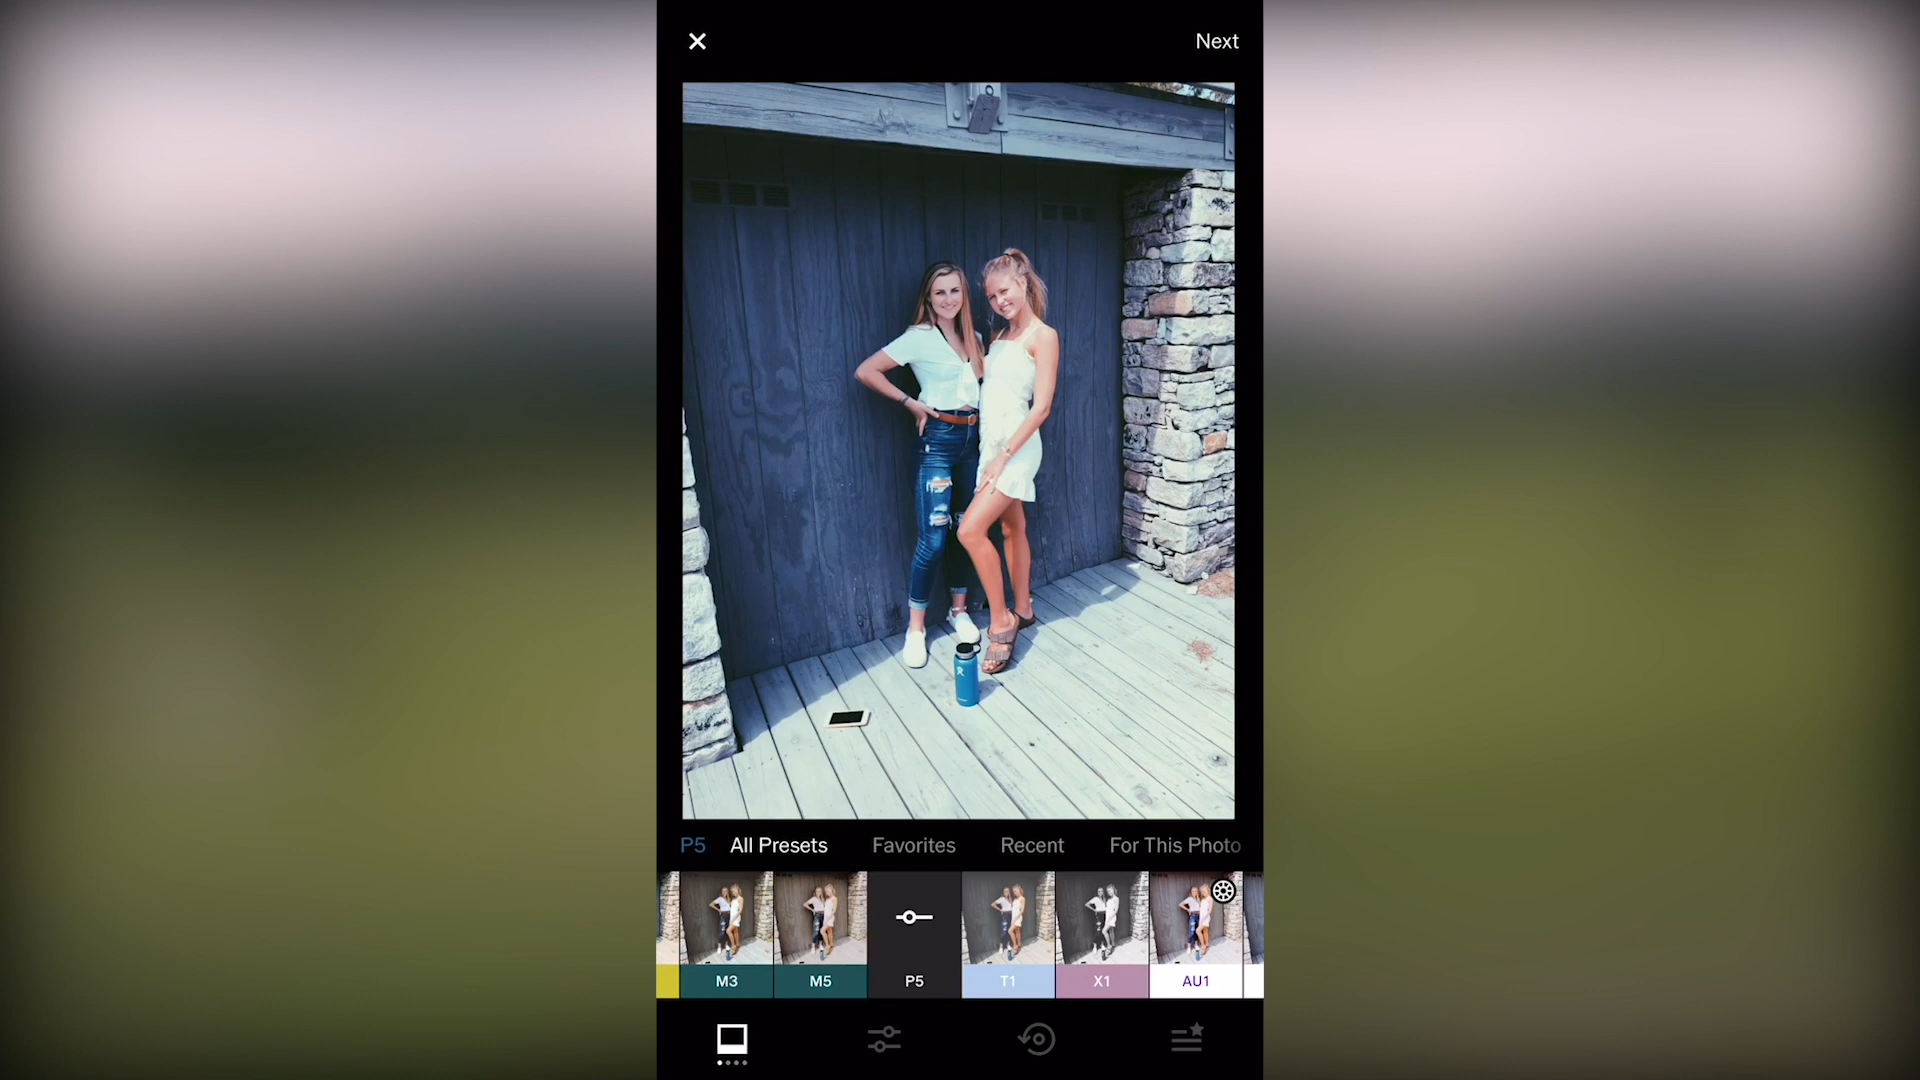 Next
P5 All Presets Favorites Recent For This Photo
M3 M5 P5 T1 X1 AU1